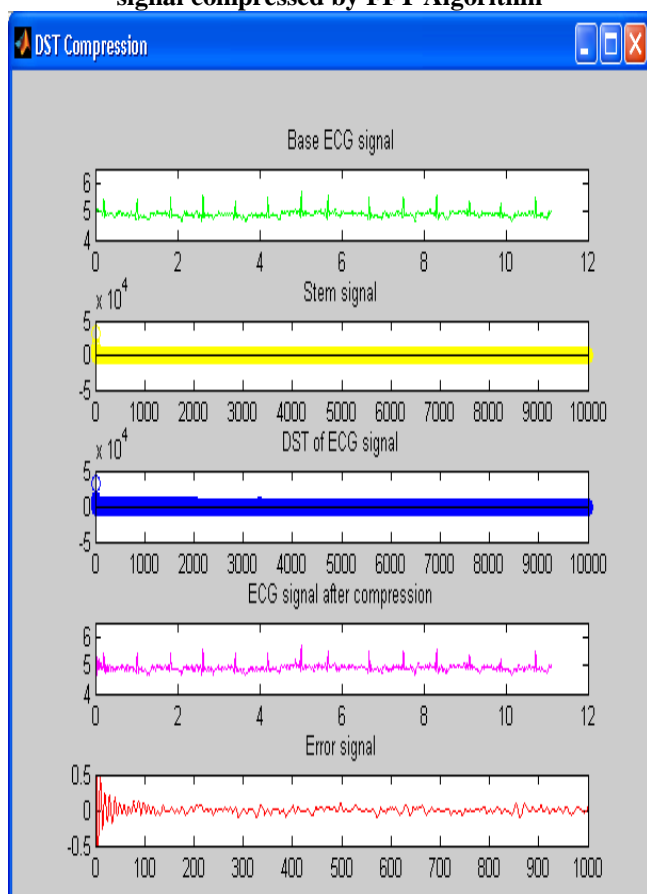 signal compressed by FFT Algorithm
DST Compression
Base ECG signal
6
5
4
0 2 4 6 8 10 12
Stem signal
x 10^4
5
0
-5
0 1000 2000 3000 4000 5000 6000 7000 8000 9000 10000
DST of ECG signal
x 10^4
5
0
-5
0 1000 2000 3000 4000 5000 6000 7000 8000 9000 10000
ECG signal after compression
6
5
4
0 2 4 6 8 10 12
Error signal
0.5
0
-0.5
0 100 200 300 400 500 600 700 800 900 1000